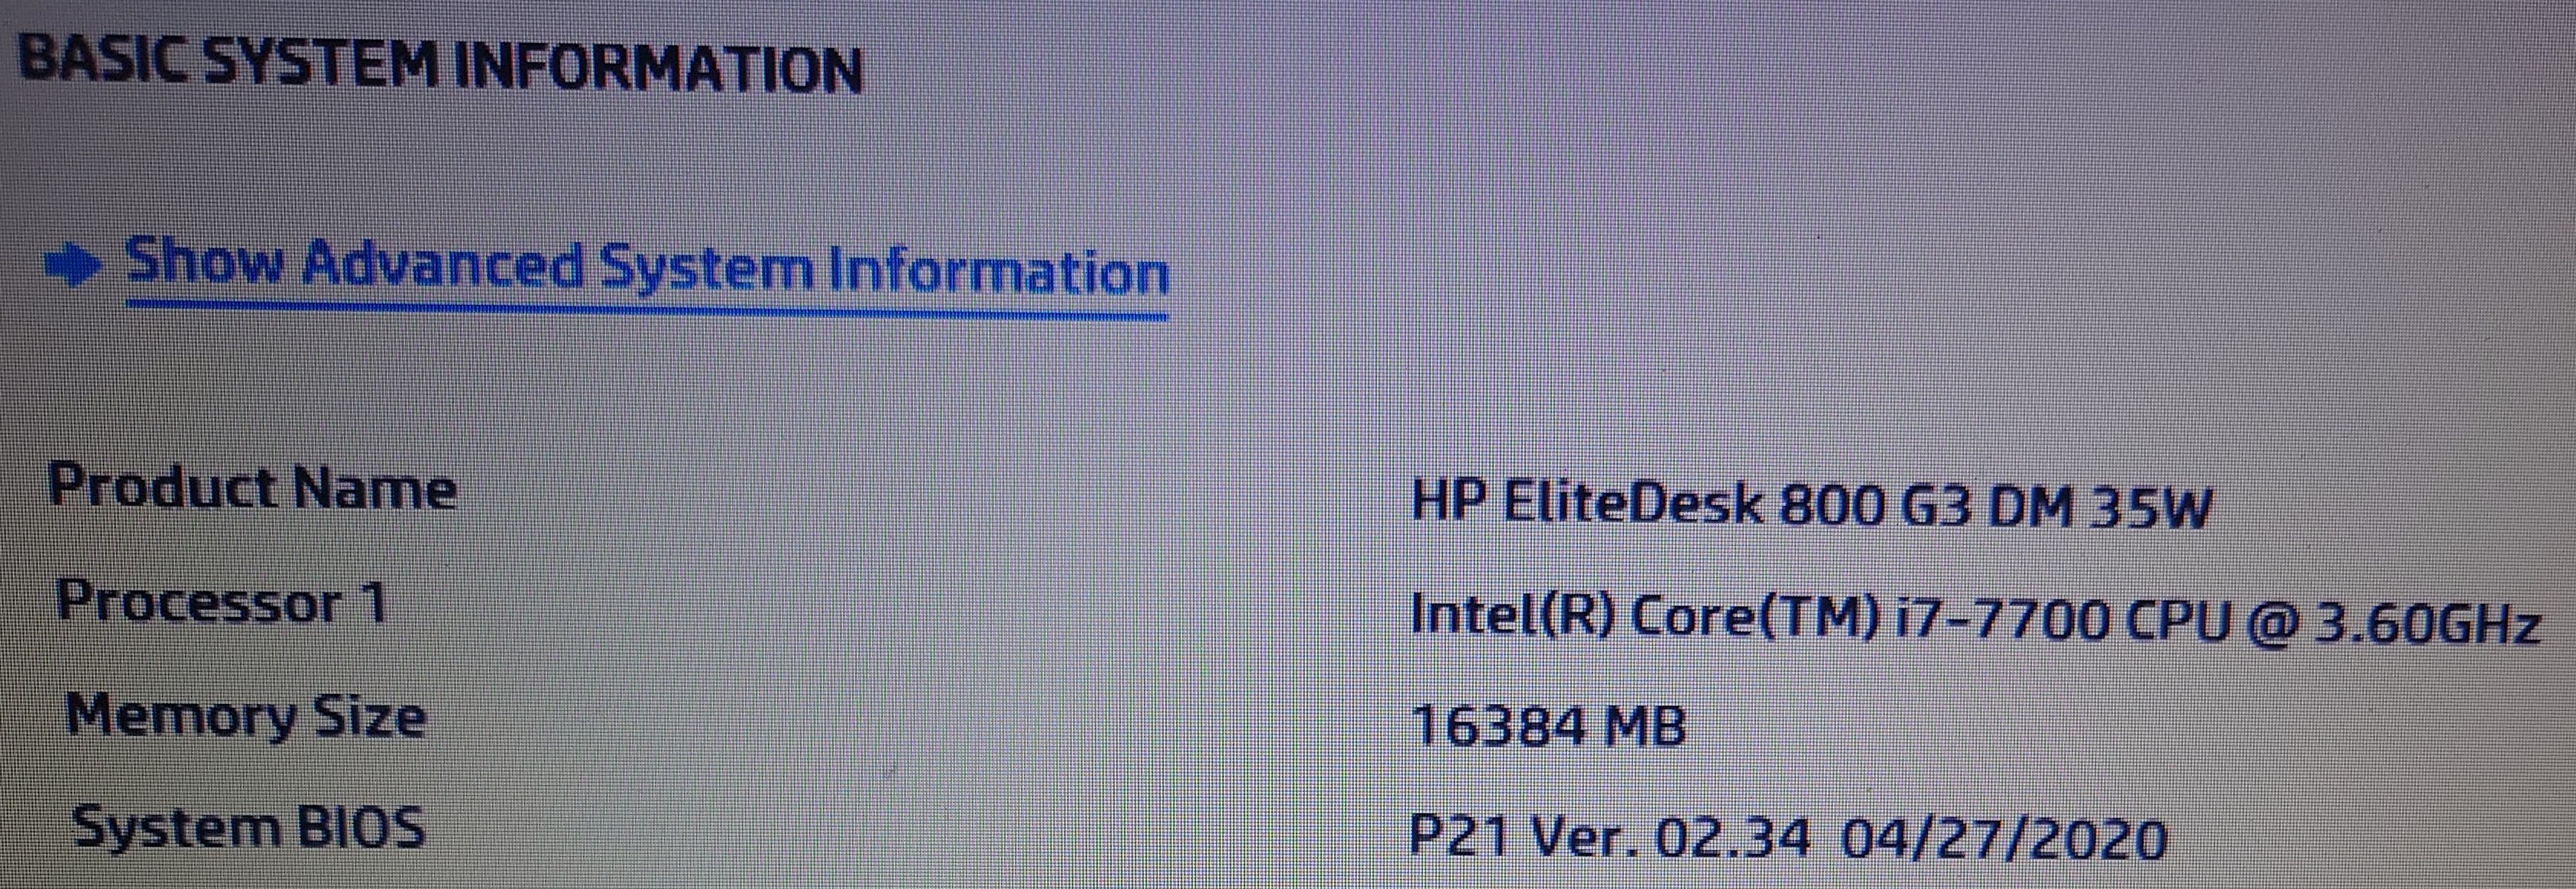 BASIC SYSTEM INFORMATION
Show Advanced System Information
Product Name HP EliteDesk 800 G3 DM 35W
Processor 1 Intel(R) Core(TM) i7-7700 CPU @ 3.60GHz
Memory Size 16384 MB
System BIOS P21 Ver. 02.34 04/27/2020